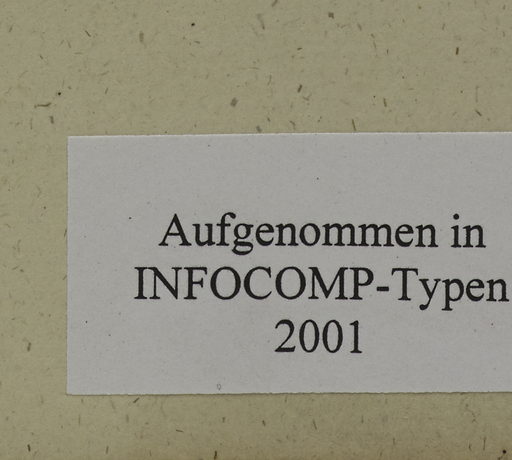 Aufgenommen in
INFOCOMP-Typen
2001